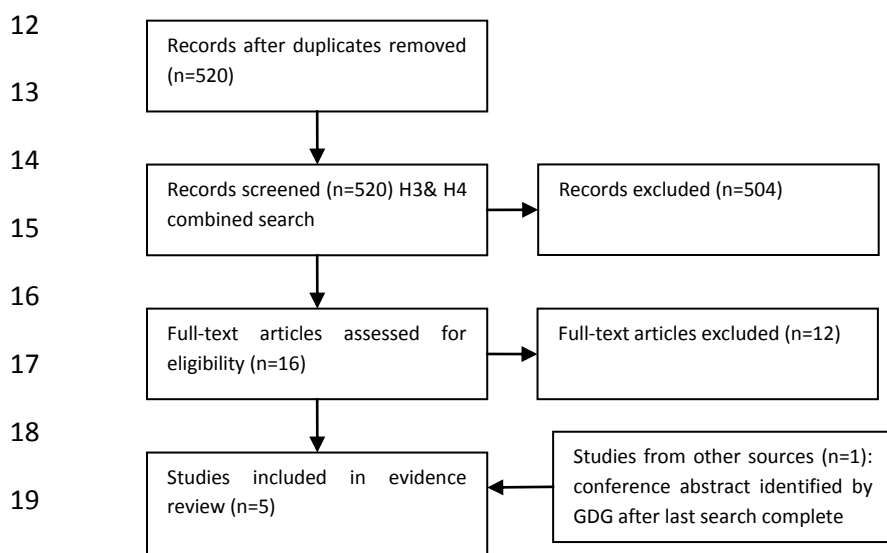 12
Records after duplicates removed
(n=520)
13
14
Records screened (n=520) H3& H4
combined search
Records excluded (n=504)
15
16
Full-text articles assessed for
eligibility (n=16)
Full-text articles excluded (n=12)
17
18
Studies included in evidence
review (n=5)
Studies from other sources (n=1):
conference abstract identified by
GDG after last search complete
19